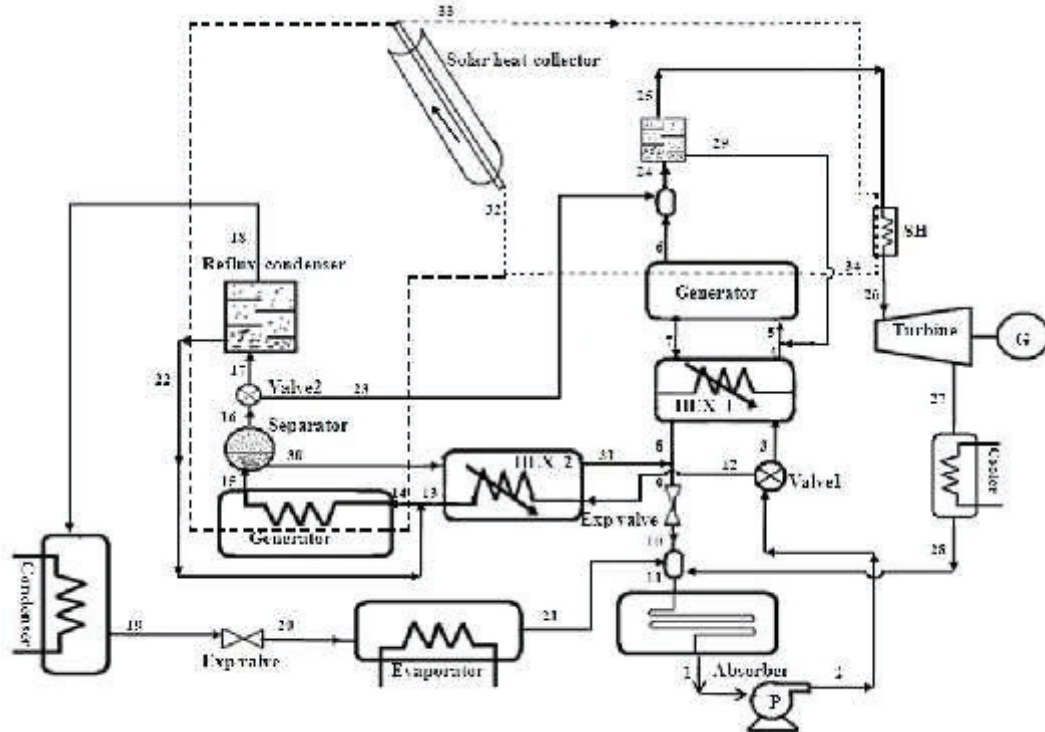 33
Solar heat collector
25
29
24
32
18
6
SH
Reflux condenser
34
Generator
26
7
5
Turbine
G
4
17
22
Valve2
23
HEX 1
27
16
Separator
8
3
30
HEX 2
31
12
Cooler
15
14
13
9
Valve1
Exp valve
Generator
10
28
11
Condenser
19
20
21
Exp valve
Evaporator
1
Absorber
2
P